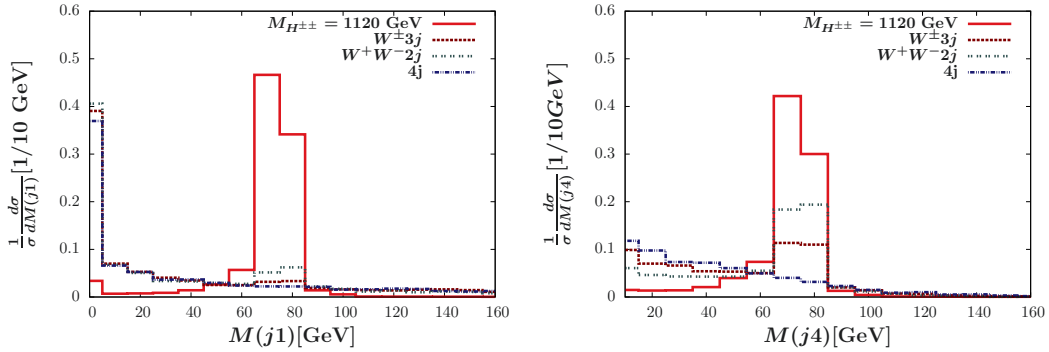 0.6
0.5
0.4
0.3
0.2
0.1
0
1/σ dσ/dM(j1) [1/10 GeV]
M_{H^{±±}} = 1120 GeV
W^{±}3j
W^{+}W^{-}2j
4j
0 20 40 60 80 100 120 140 160
M(j1)[GeV]
0.6
0.5
0.4
0.3
0.2
0.1
0
1/σ dσ/dM(j4) [1/10GeV]
M_{H^{±±}} = 1120 GeV
W^{±}3j
W^{+}W^{-}2j
4j
20 40 60 80 100 120 140 160
M(j4)[GeV]